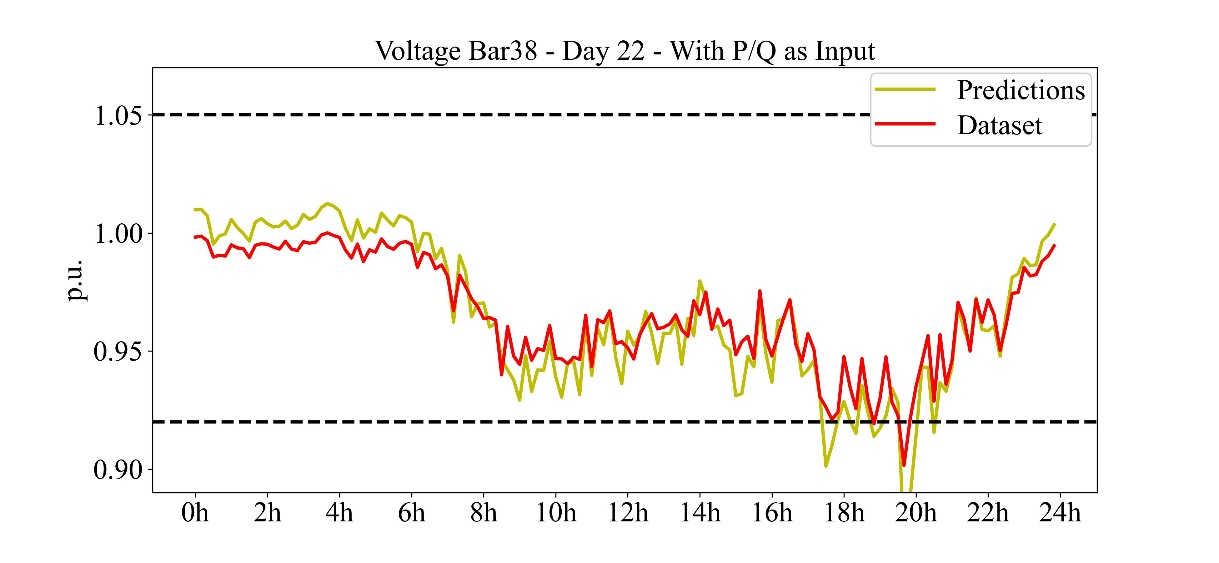 Voltage Bar38 - Day 22 - With P/Q as Input
Predictions
Dataset
p.u.
1.05
1.00
0.95
0.90
0h 2h 4h 6h 8h 10h 12h 14h 16h 18h 20h 22h 24h